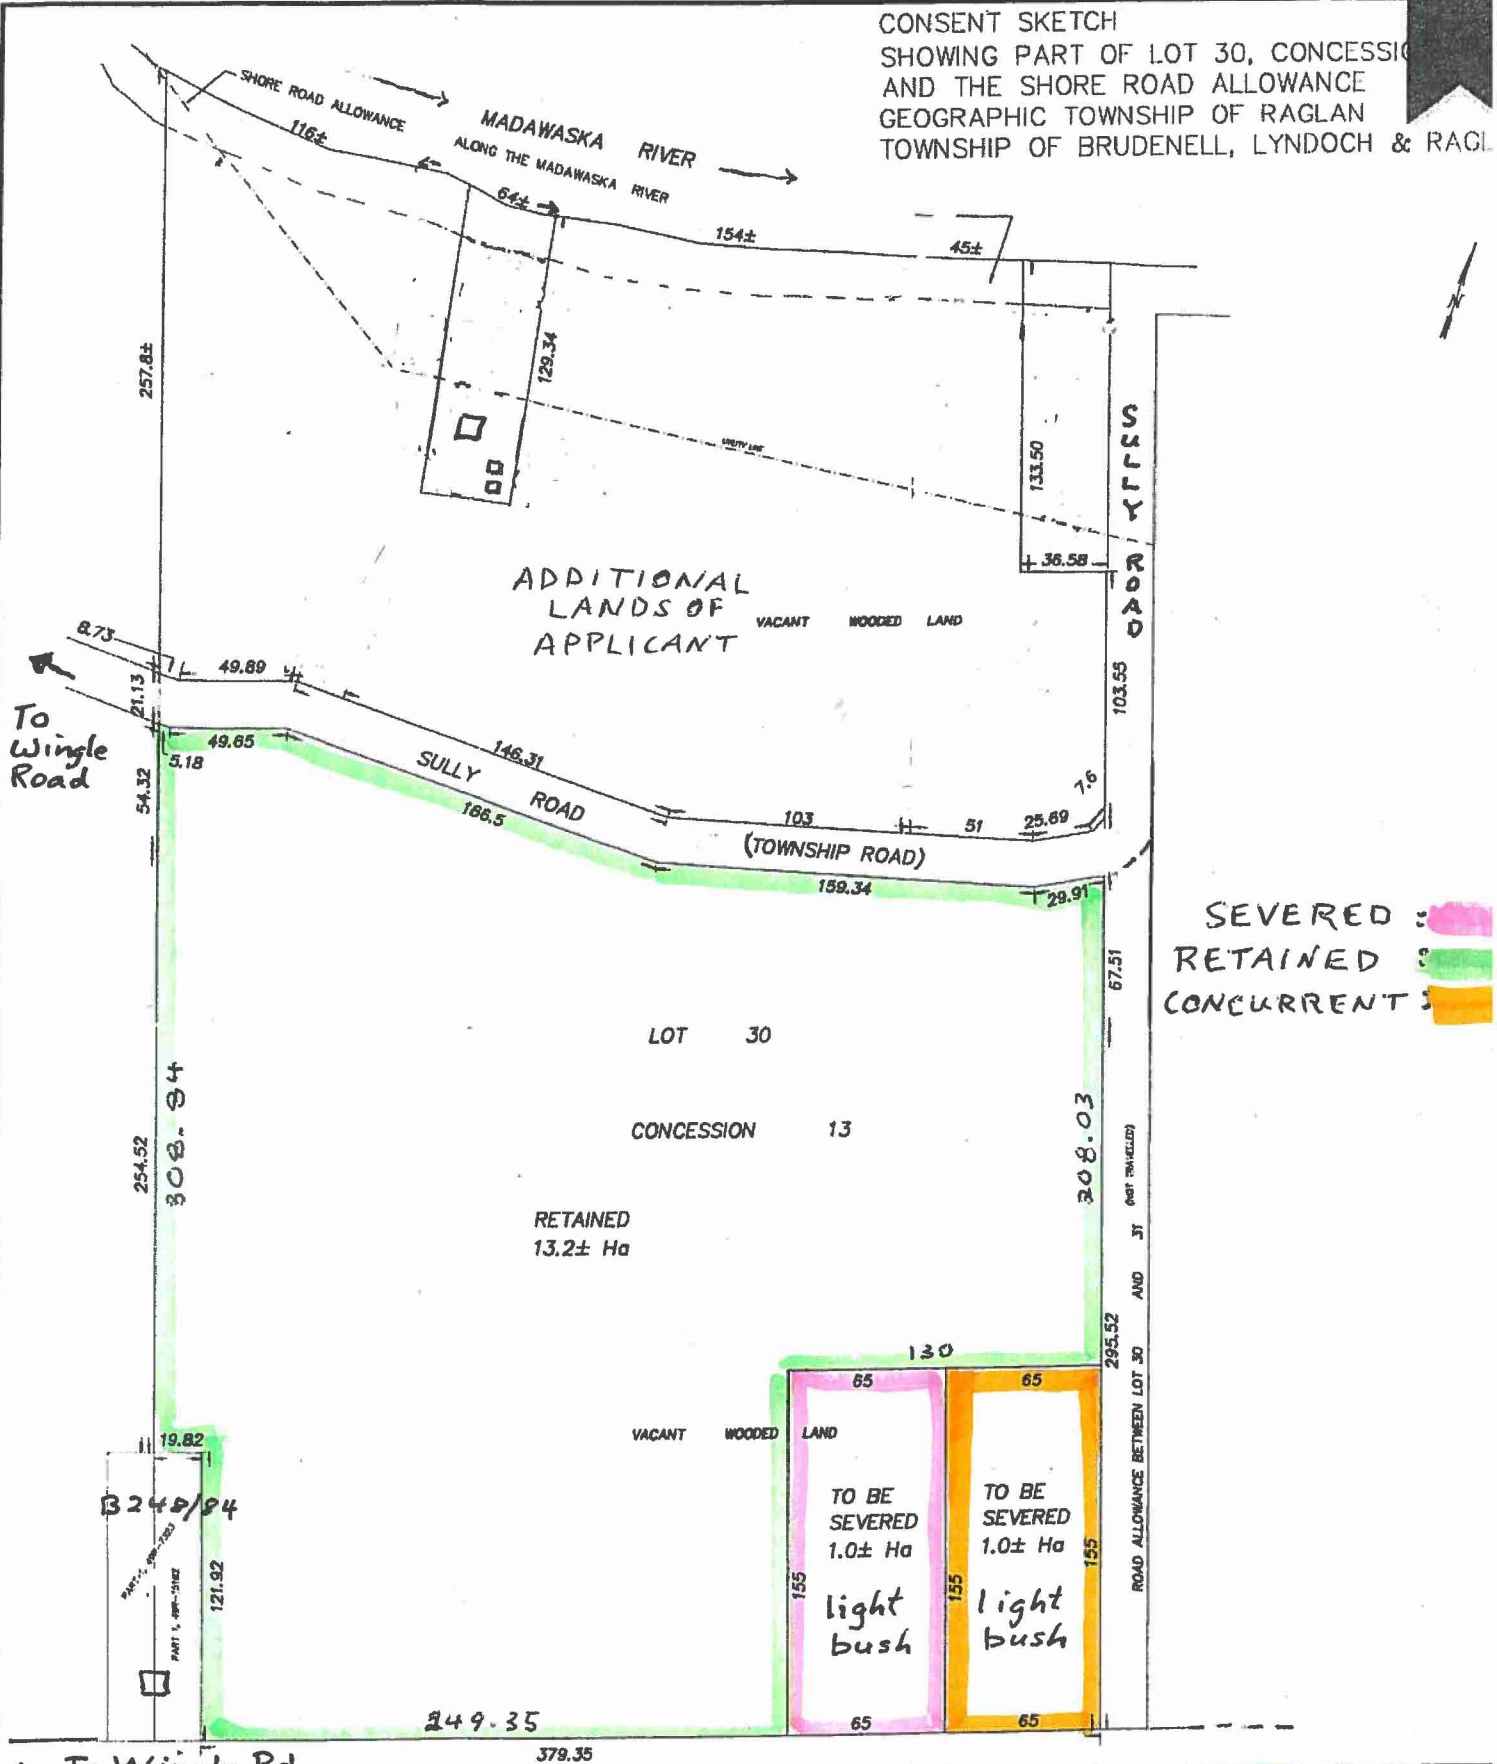 CONSENT SKETCH
SHOWING PART OF LOT 30, CONCESSI
AND THE SHORE ROAD ALLOWANCE
GEOGRAPHIC TOWNSHIP OF RAGLAN
TOWNSHIP OF BRUDENELL, LYNDOCH & RAGL
SHORE ROAD ALLOWANCE
ALONG THE MADAWASKA RIVER
MADAWASKA RIVER
116±
64±
154±
45±
N
257.8±
129.34
UTILITY LINE
133.50
36.58
SULLY ROAD
ADDITIONAL
LANDS OF
APPLICANT
VACANT WOODED LAND
103.55
8.73
49.89
21.13
To
Wingle
Road
49.65
5.18
54.32
146.31
SULLY ROAD
186.5
103
51
25.69
7.6
(TOWNSHIP ROAD)
159.34
29.91
67.51
SEVERED :
RETAINED :
CONCURRENT :
LOT 30
CONCESSION 13
254.52
308.84
208.03
RETAINED
13.2± Ha
295.52
ROAD ALLOWANCE BETWEEN LOT 30 AND 31 (NOT TRAVELLED)
130
65
65
VACANT WOODED LAND
19.82
B248/84
121.92
TO BE
SEVERED
1.0± Ha
light
bush
TO BE
SEVERED
1.0± Ha
light
bush
155
155
155
249.35
65
65
379.35